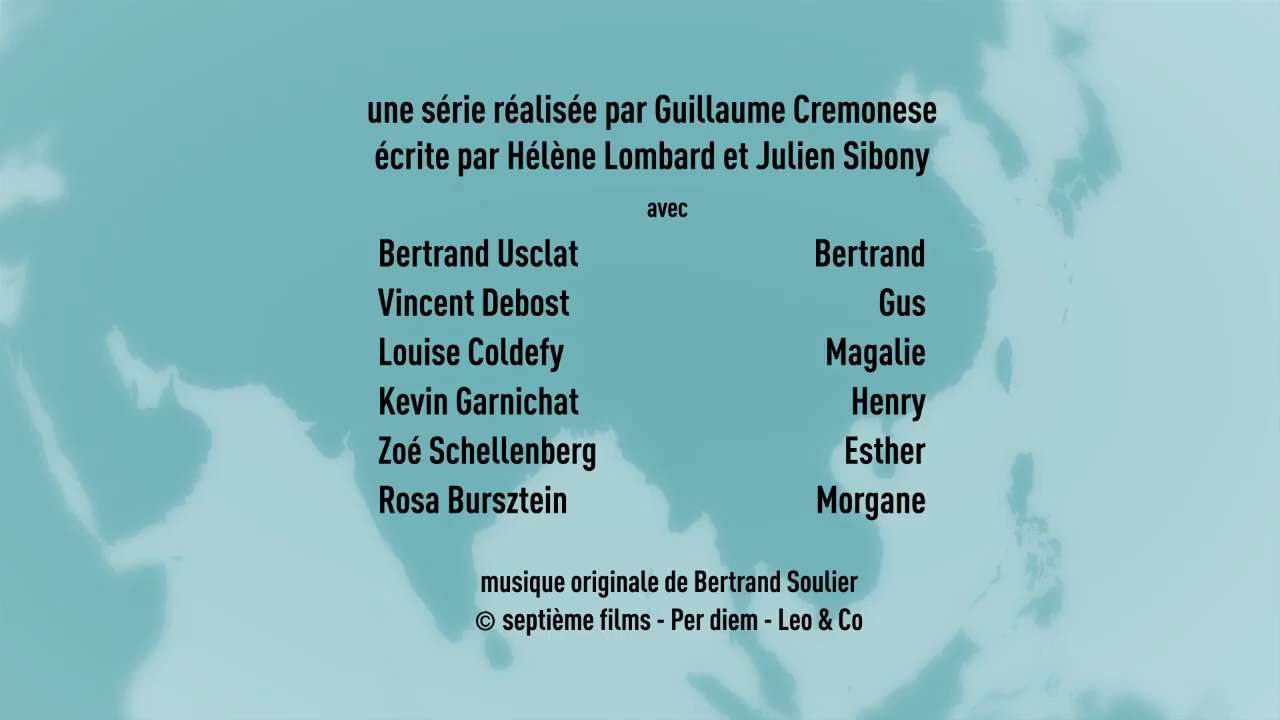 une série réalisée par Guillaume Cremonese
écrite par Hélène Lombard et Julien Sibony
avec
Bertrand Usclat Bertrand
Vincent Debost Gus
Louise Coldefy Magalie
Kevin Garnichat Henry
Zoé Schellenberg Esther
Rosa Bursztein Morgane
musique originale de Bertrand Soulier
© septième films - Per diem - Leo & Co